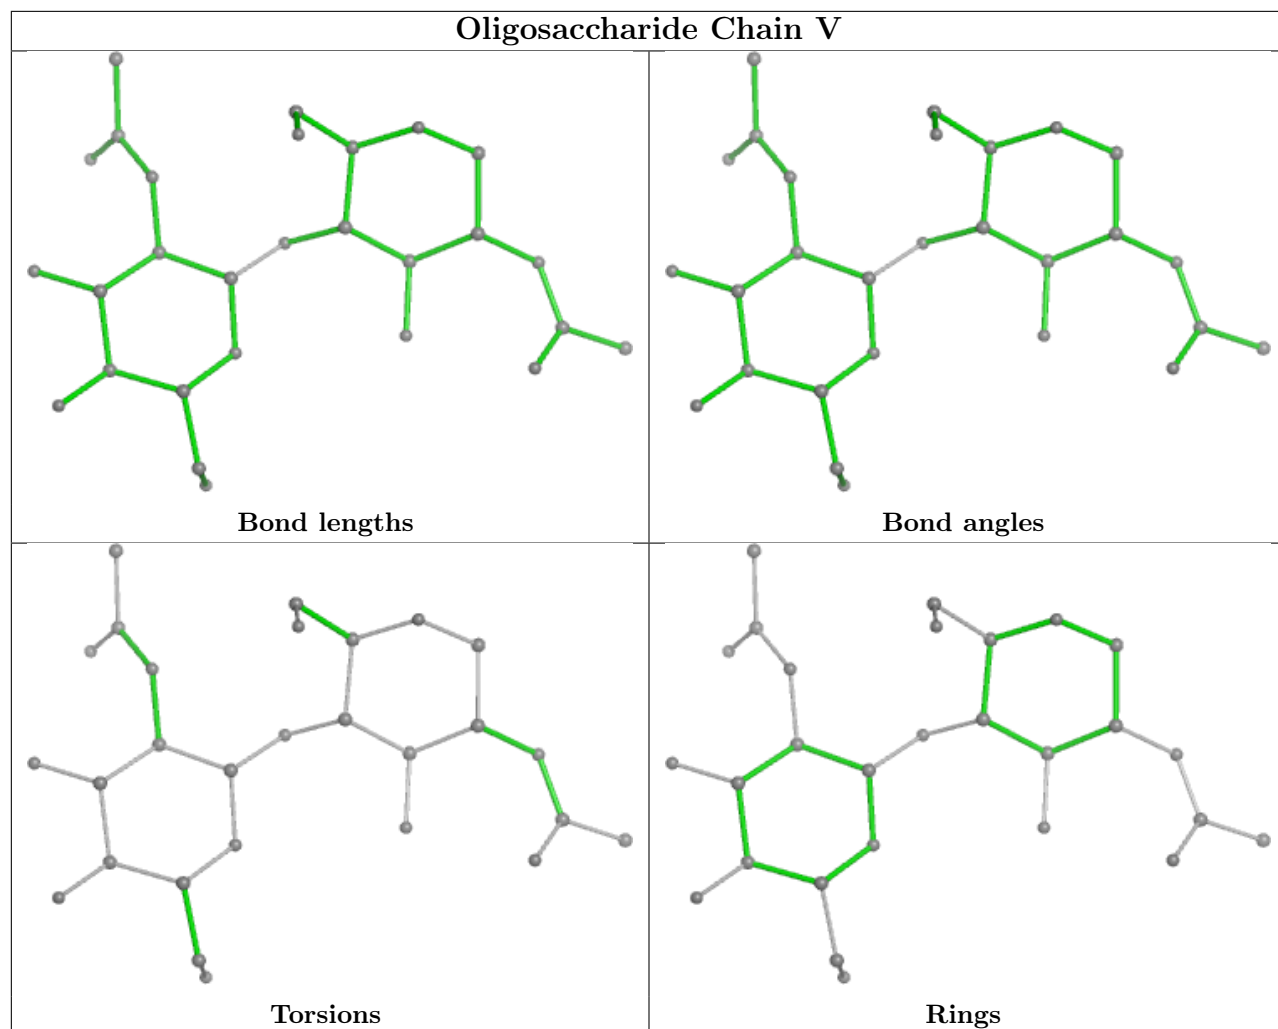 Oligosaccharide Chain V
Bond lengths
Bond angles
Torsions
Rings